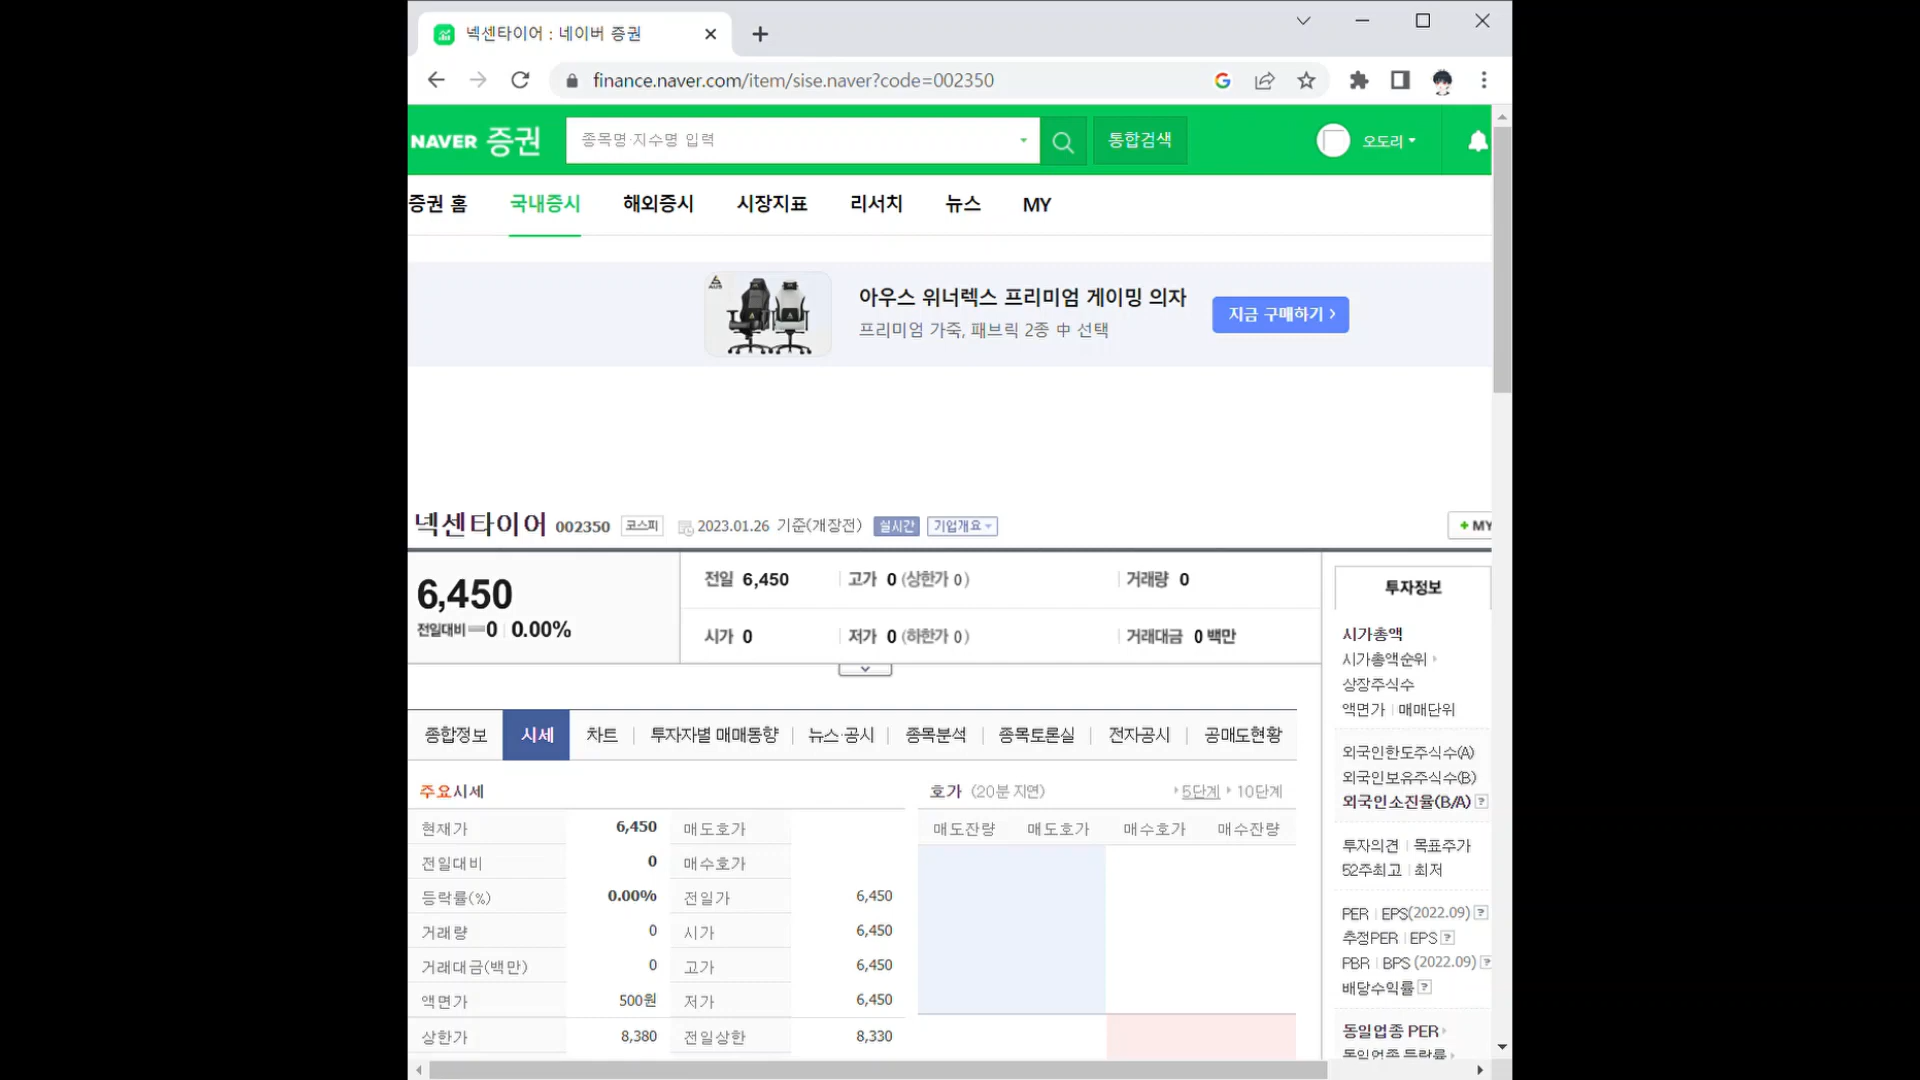 넥센타이어 : 네이버 증권
finance.naver.com/item/sise.naver?code=002350
NAVER 증권 종목명·지수명 입력 통합검색 오도리
증권 홈 국내증시 해외증시 시장지표 리서치 뉴스 MY
아우스 위너렉스 프리미엄 게이밍 의자
프리미엄 가죽, 패브릭 2종 中 선택
지금 구매하기 >
넥센타이어 002350 코스피 2023.01.26 기준(개장전) 실시간 기업개요 + MY
6,450
전일대비 0 0.00%
전일 6,450 고가 0 (상한가 0) 거래량 0
시가 0 저가 0 (하한가 0) 거래대금 0 백만
종합정보 시세 차트 투자자별 매매동향 뉴스·공시 종목분석 종목토론실 전자공시 공매도현황
주요시세
현재가 6,450 매도호가
전일대비 0 매수호가
등락률(%) 0.00% 전일가 6,450
거래량 0 시가 6,450
거래대금(백만) 0 고가 6,450
액면가 500원 저가 6,450
상한가 8,380 전일상한 8,330
호가 (20분 지연) 5단계 10단계
매도잔량 매도호가 매수호가 매수잔량
투자정보
시가총액
시가총액순위
상장주식수
액면가 매매단위
외국인한도주식수(A)
외국인보유주식수(B)
외국인소진율(B/A) ?
투자의견 목표주가
52주최고 최저
PER EPS(2022.09) ?
추정PER EPS ?
PBR BPS (2022.09) ?
배당수익률 ?
동일업종 PER
동일업종 등락률